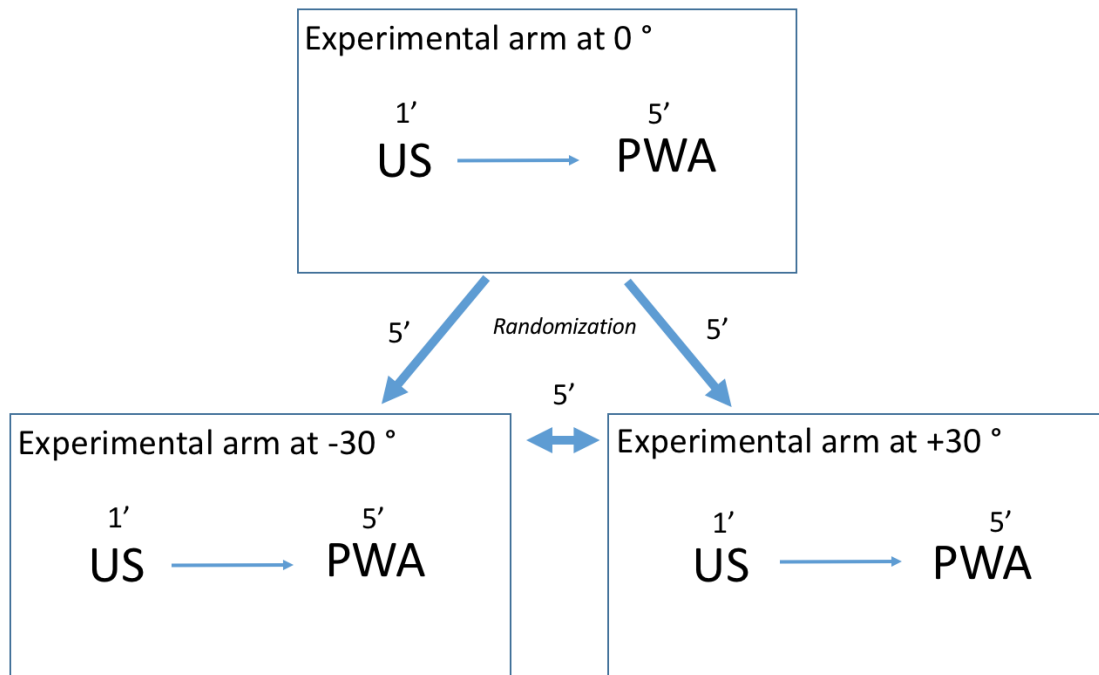 Experimental arm at 0 °
1’ 5’
US PWA
5’ Randomization 5’
5’
Experimental arm at -30 °
1’ 5’
US PWA
Experimental arm at +30 °
1’ 5’
US PWA